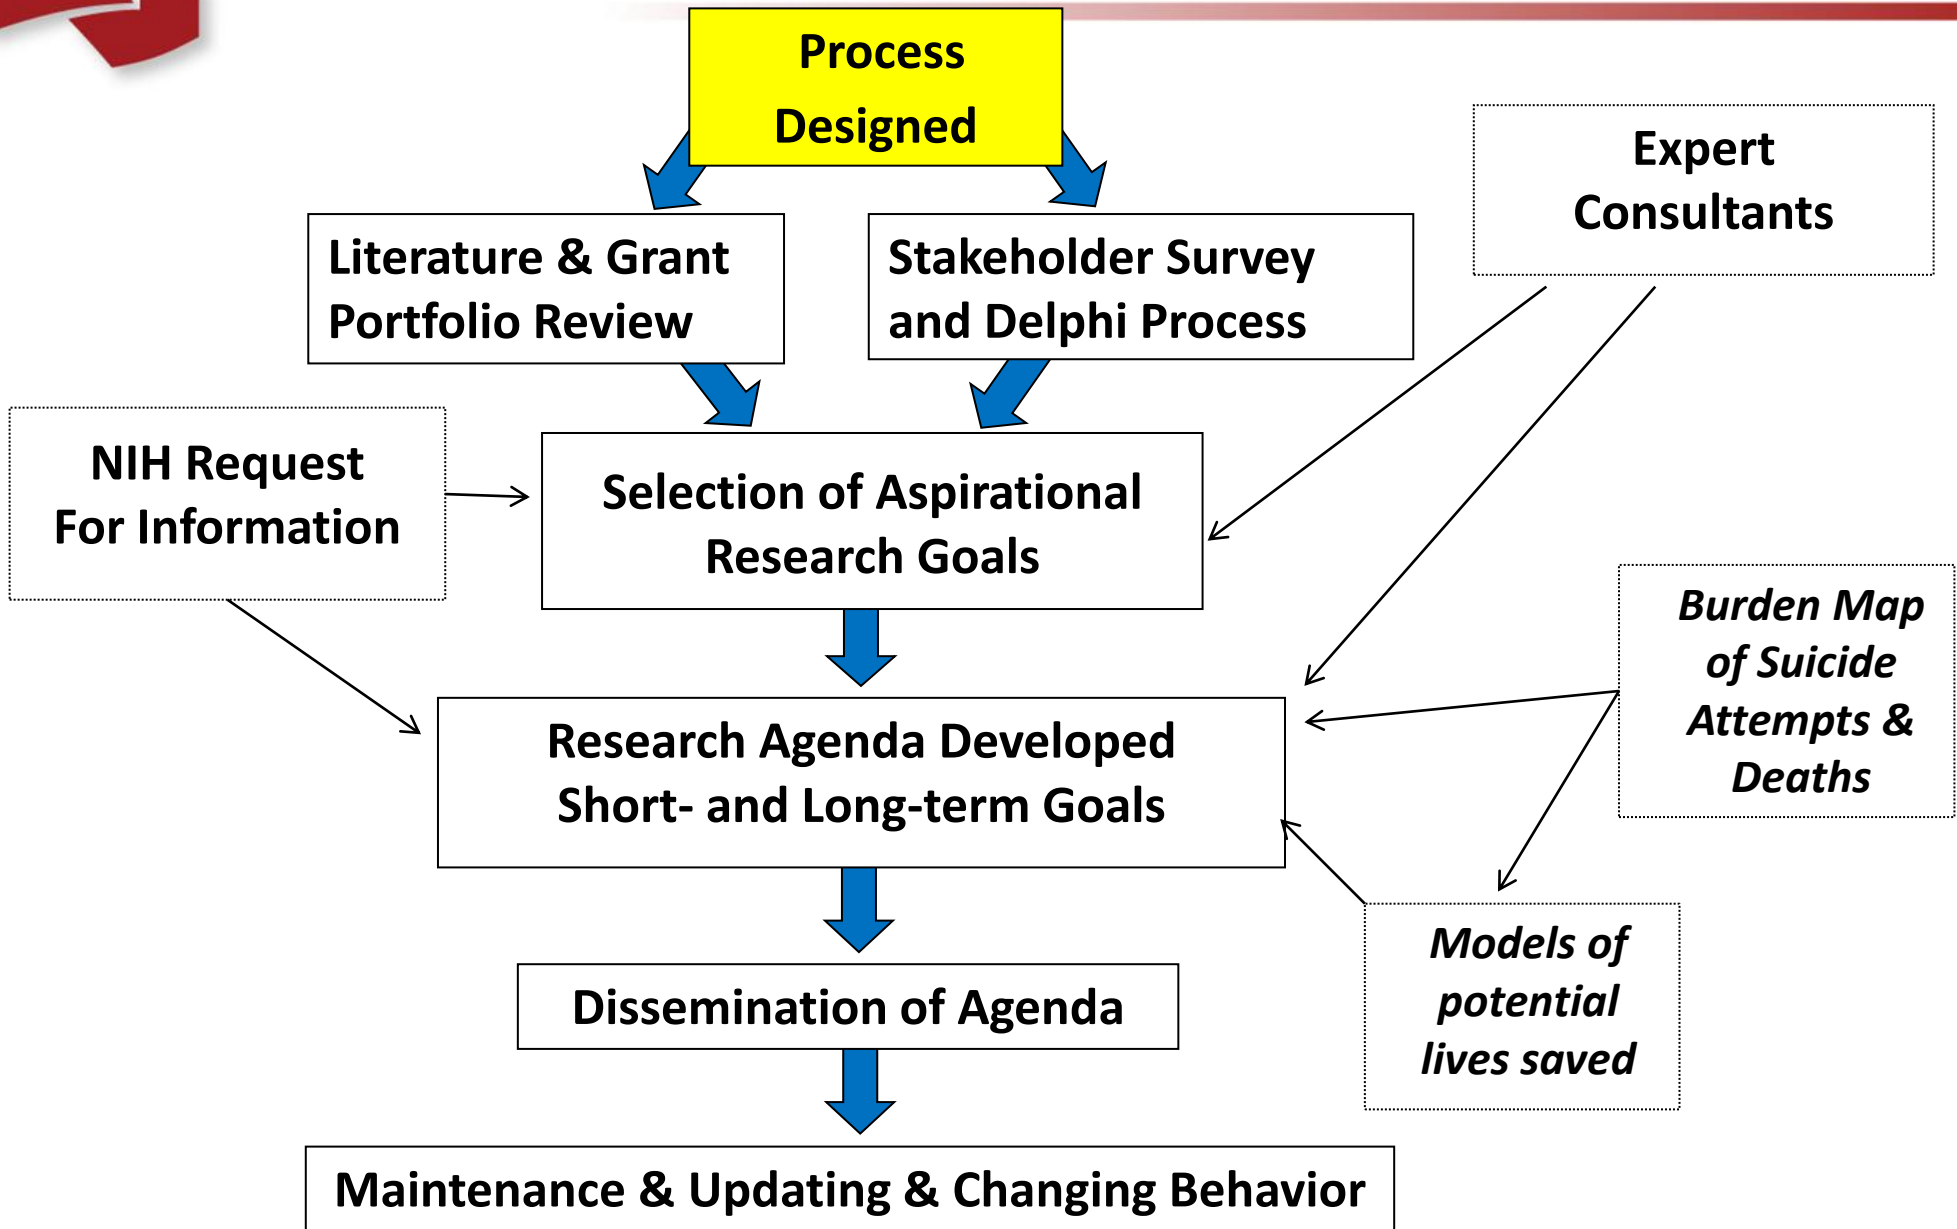 Process
Designed
Expert
Consultants
Literature & Grant
Portfolio Review
Stakeholder Survey
and Delphi Process
NIH Request
For Information
Selection of Aspirational
Research Goals
Burden Map
of Suicide
Attempts &
Deaths
Research Agenda Developed
Short- and Long-term Goals
Models of
potential
lives saved
Dissemination of Agenda
Maintenance & Updating & Changing Behavior